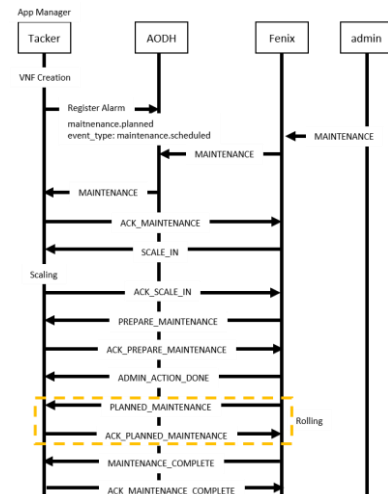 App Manager
Tacker
AODH
Fenix
admin
VNF Creation
Register Alarm
maitnenance.planned
event_type: maintenance.scheduled
MAINTENANCE
MAINTENANCE
MAINTENANCE
ACK_MAINTENANCE
SCALE_IN
Scaling
ACK_SCALE_IN
PREPARE_MAINTENANCE
ACK_PREPARE_MAINTENANCE
ADMIN_ACTION_DONE
PLANNED_MAINTENANCE
Rolling
ACK_PLANNED_MAINTENANCE
MAINTENANCE_COMPLETE
ACK_MAINTENANCE_COMPLETE